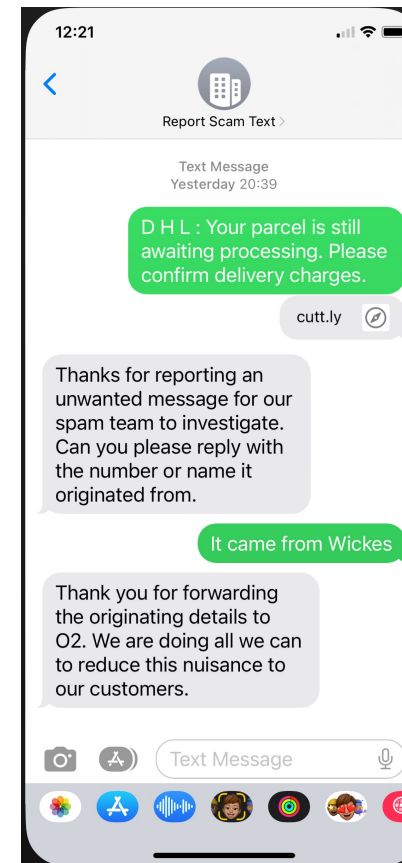 12:21
Report Scam Text
Text Message
Yesterday 20:39
D H L : Your parcel is still
awaiting processing. Please
confirm delivery charges.
cutt.ly
Thanks for reporting an
unwanted message for our
spam team to investigate.
Can you please reply with
the number or name it
originated from.
It came from Wickes
Thank you for forwarding
the originating details to
O2. We are doing all we can
to reduce this nuisance to
our customers.
Text Message